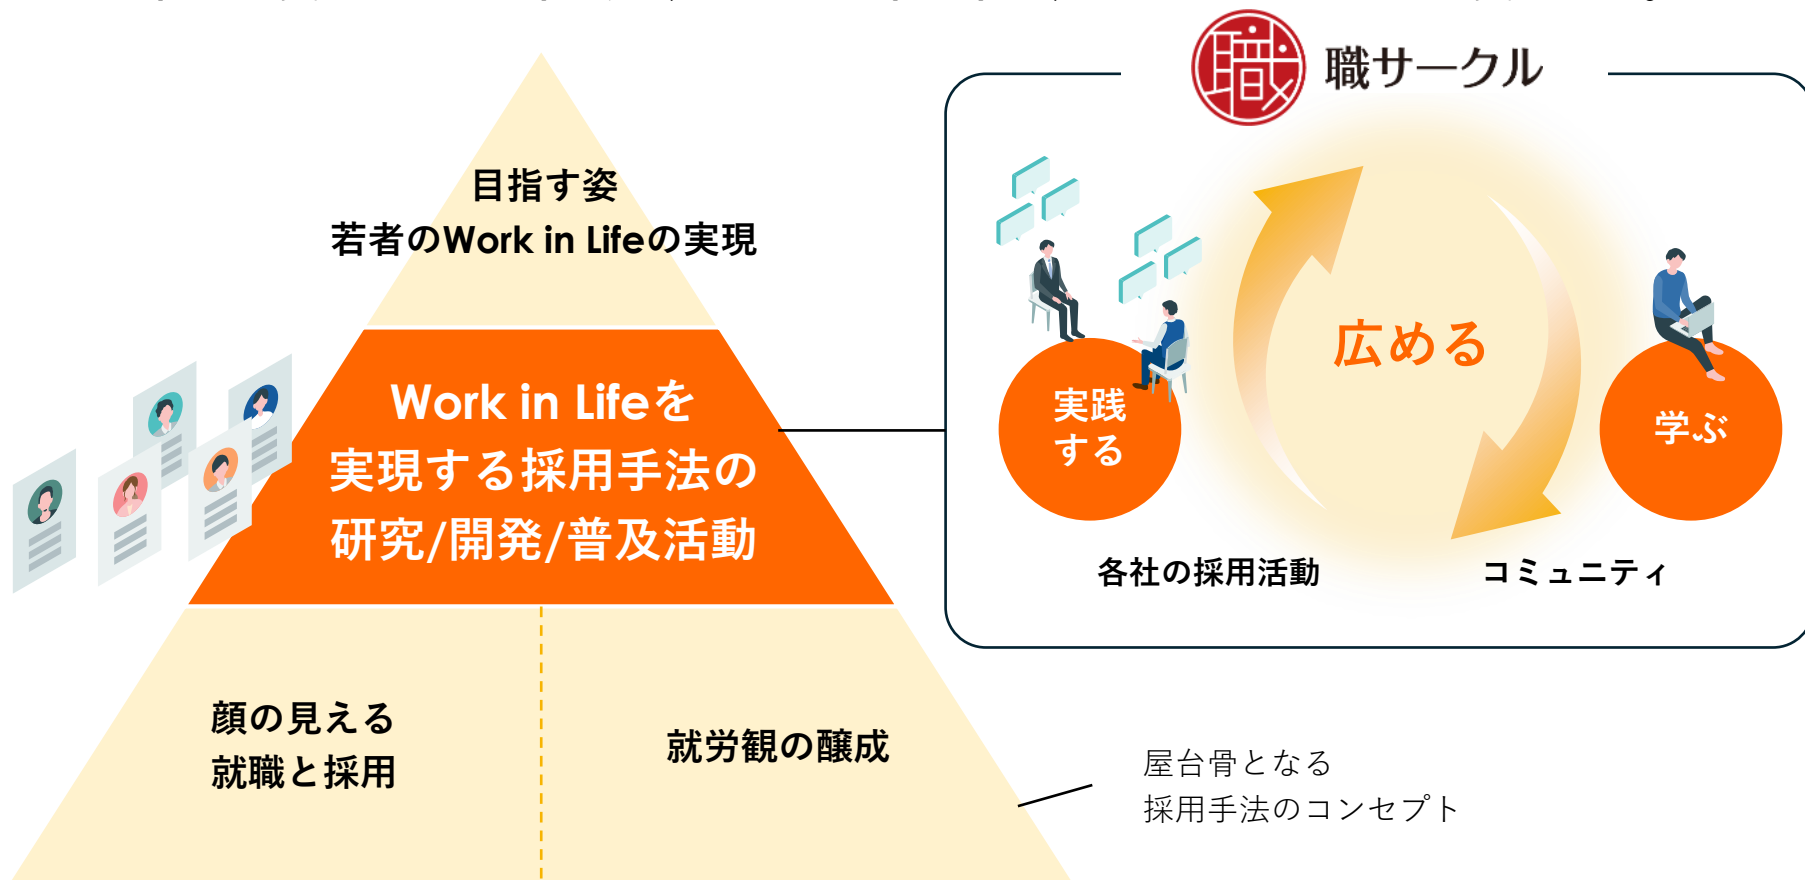 目指す姿
若者のWork in Lifeの実現
Work in Lifeを
実現する採用手法の
研究/開発/普及活動
顔の見える
就職と採用
就労観の醸成
職
職サークル
広める
実践
する
学ぶ
各社の採用活動
コミュニティ
屋台骨となる
採用手法のコンセプト